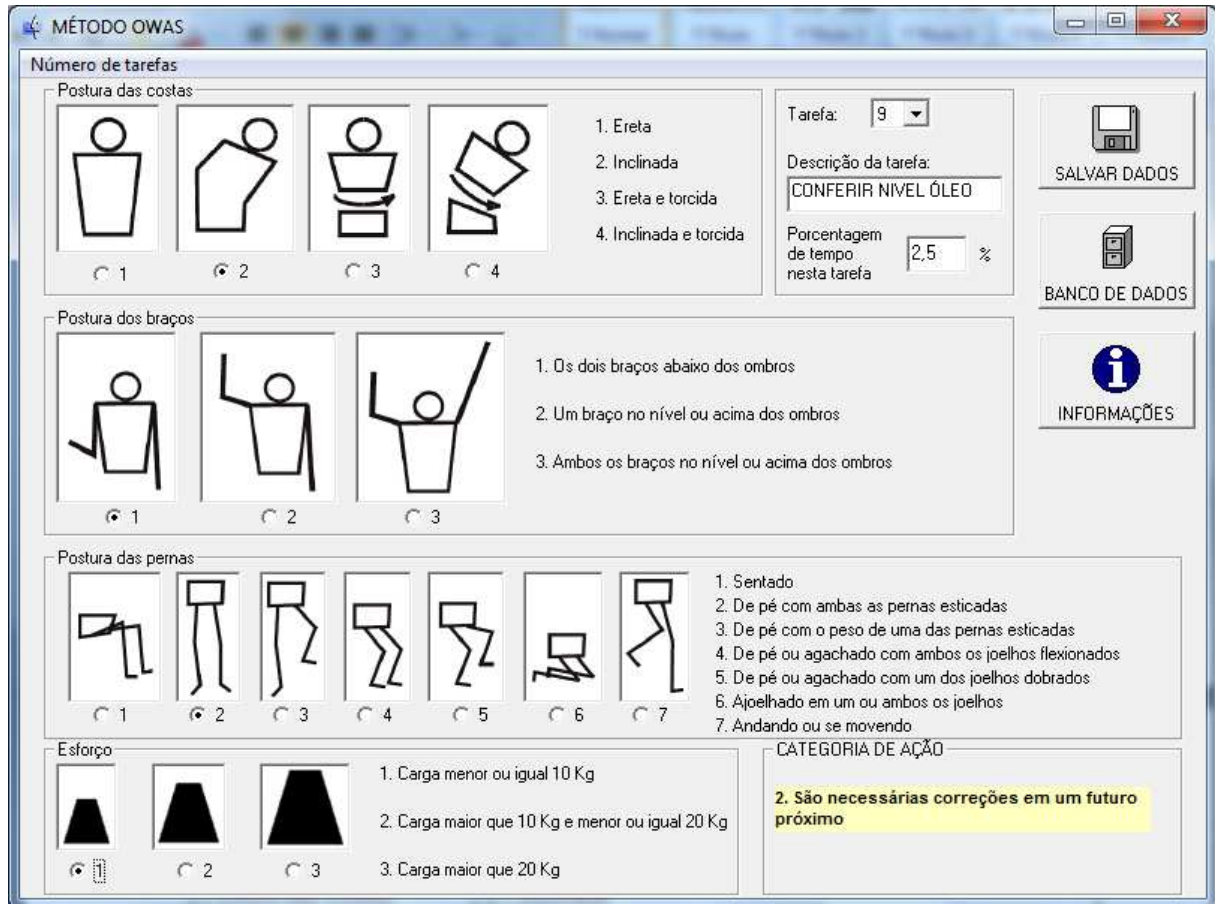 MÉTODO OWAS
Número de tarefas
Postura das costas
1. Ereta
2. Inclinada
3. Ereta e torcida
4. Inclinada e torcida
1
2
3
4
Tarefa: 9
Descrição da tarefa:
CONFERIR NIVEL ÓLEO
Porcentagem
de tempo
nesta tarefa
2,5 %
SALVAR DADOS
BANCO DE DADOS
INFORMAÇÕES
Postura dos braços
1. Os dois braços abaixo dos ombros
2. Um braço no nível ou acima dos ombros
3. Ambos os braços no nível ou acima dos ombros
1
2
3
Postura das pernas
1. Sentado
2. De pé com ambas as pernas esticadas
3. De pé com o peso de uma das pernas esticadas
4. De pé ou agachado com ambos os joelhos flexionados
5. De pé ou agachado com um dos joelhos dobrados
6. Ajoelhado em um ou ambos os joelhos
7. Andando ou se movendo
1
2
3
4
5
6
7
Esforço
1. Carga menor ou igual 10 Kg
2. Carga maior que 10 Kg e menor ou igual 20 Kg
3. Carga maior que 20 Kg
1
2
3
CATEGORIA DE AÇÃO
2. São necessárias correções em um futuro
próximo